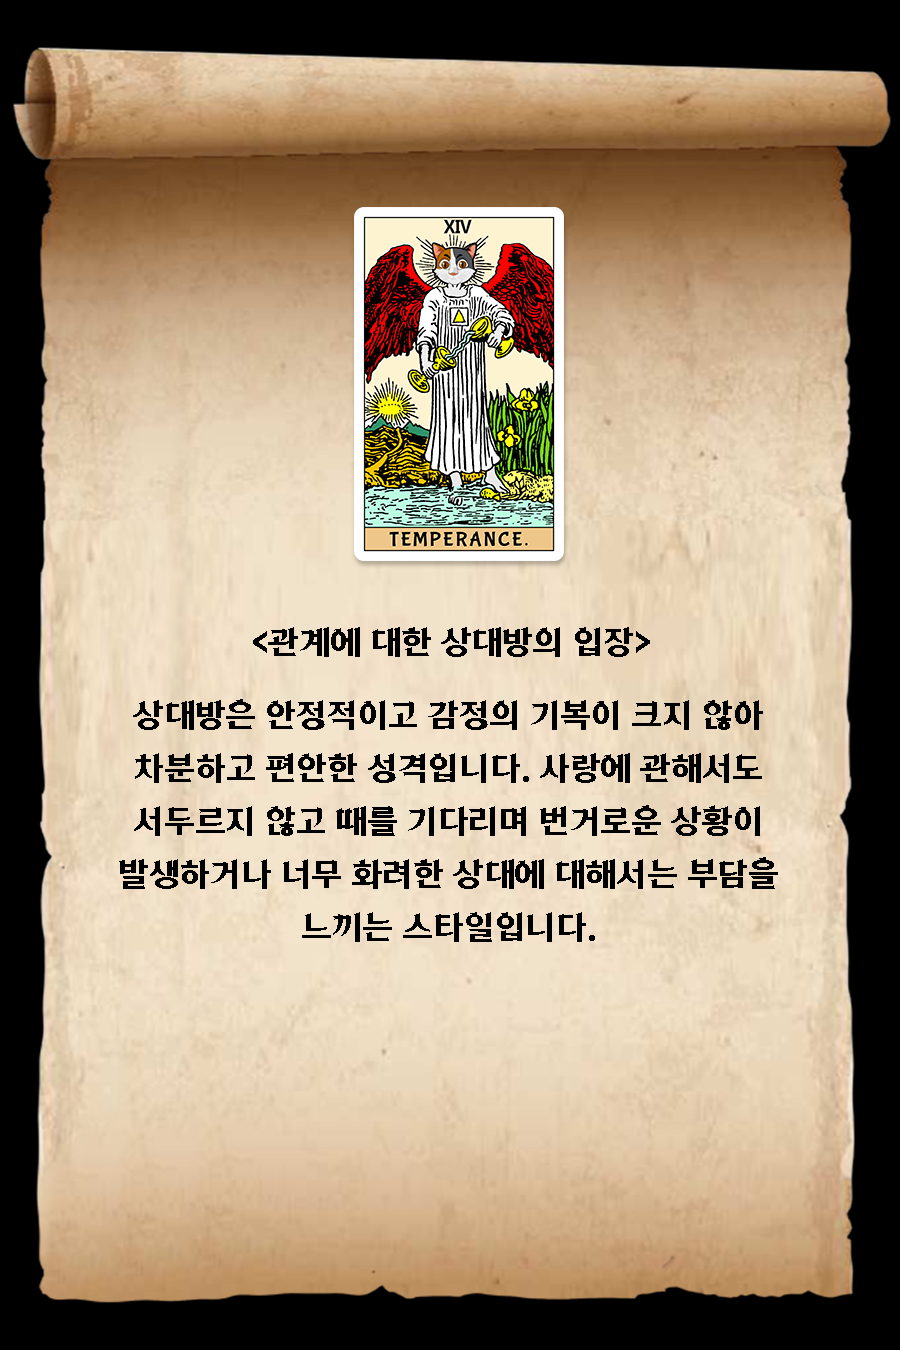 XIV
TEMPERANCE.
<관계에 대한 상대방의 입장>
상대방은 안정적이고 감정의 기복이 크지 않아
차분하고 편안한 성격입니다. 사랑에 관해서도
서두르지 않고 때를 기다리며 번거로운 상황이
발생하거나 너무 화려한 상대에 대해서는 부담을
느끼는 스타일입니다.